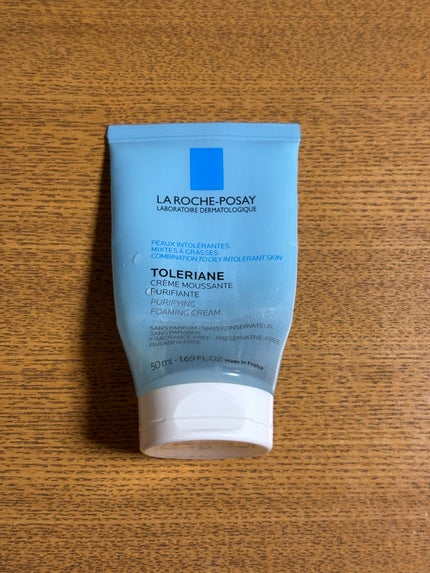 LA ROCHE-POSAY
LABORATOIRE DERMATOLOGIQUE
PEAUX INTOLÉRANTES
MIXTES À GRASSES
COMBINATION TO OILY INTOLERANT SKIN
TOLERIANE
CRÈME MOUSSANTE
PURIFIANTE
PURIFYING
FOAMING CREAM
SANS PARFUM - SANS CONSERVATEUR
SANS PARABEN
FRAGRANCE-FREE - PRESERVATIVE-FREE
PARABEN-FREE
50 ml - 1.69 FL.OZ Made in France